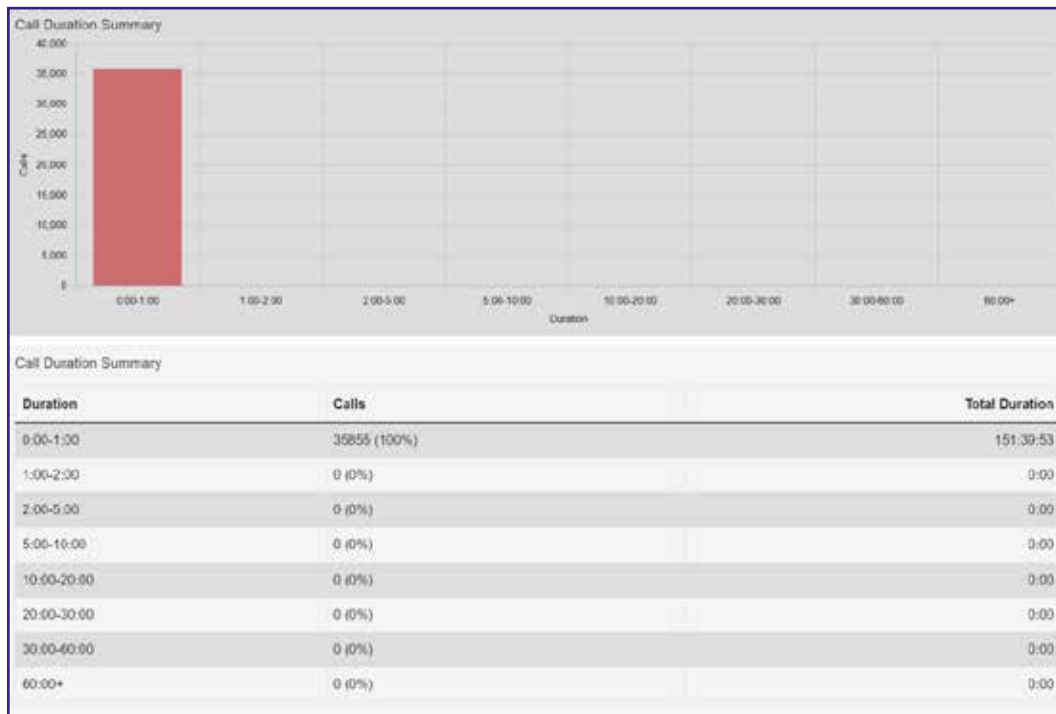 Call Duration Summary
40,000
35,000
30,000
25,000
20,000
15,000
10,000
5,000
0
Calls
0:00-1:00 1:00-2:00 2:00-5:00 5:00-10:00 10:00-20:00 20:00-30:00 30:00-60:00 60:00+
Duration
Call Duration Summary
Duration Calls Total Duration
0:00-1:00 35855 (100%) 151:39:53
1:00-2:00 0 (0%) 0:00
2:00-5:00 0 (0%) 0:00
5:00-10:00 0 (0%) 0:00
10:00-20:00 0 (0%) 0:00
20:00-30:00 0 (0%) 0:00
30:00-60:00 0 (0%) 0:00
60:00+ 0 (0%) 0:00